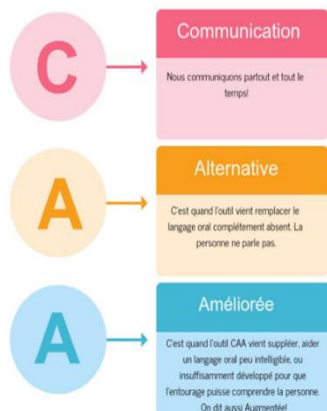 C
Communication
Nous communiquons partout et tout le
temps!
A
Alternative
C'est quand l'outil vient remplacer le
langage oral complétement absent. La
personne ne parle pas.
A
Améliorée
C'est quand l'outil CAA vient suppléer, aider
un langage oral peu intelligible, ou
insuffisamment développé pour que
l'entourage puisse comprendre la personne.
On dit aussi Augmentée!